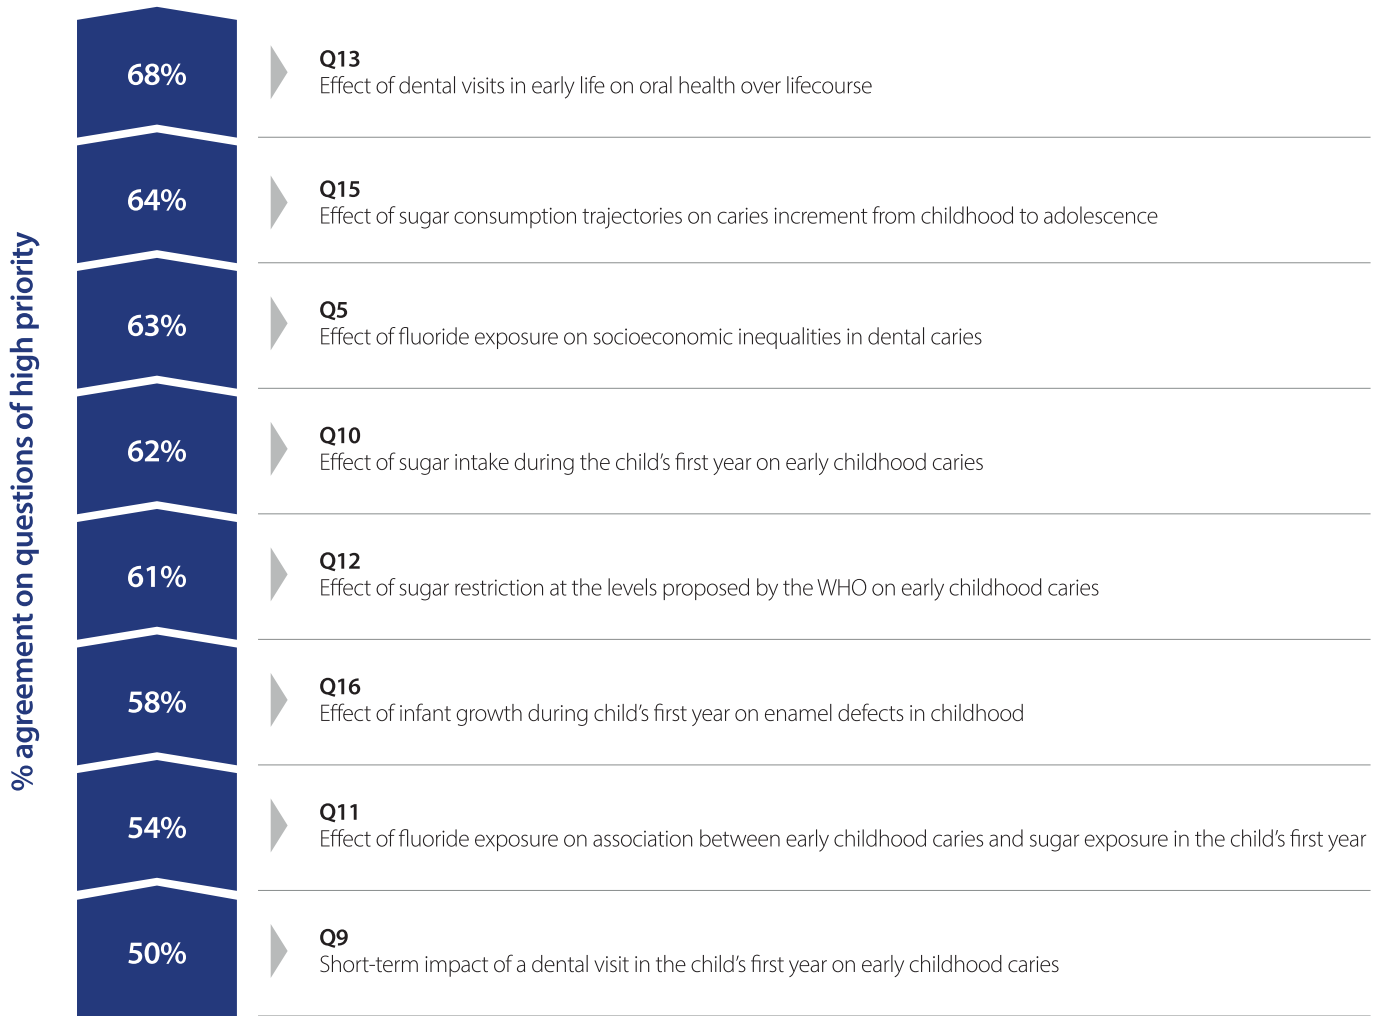 % agreement on questions of high priority
68%
Q13
Effect of dental visits in early life on oral health over lifecourse
64%
Q15
Effect of sugar consumption trajectories on caries increment from childhood to adolescence
63%
Q5
Effect of fluoride exposure on socioeconomic inequalities in dental caries
62%
Q10
Effect of sugar intake during the child’s first year on early childhood caries
61%
Q12
Effect of sugar restriction at the levels proposed by the WHO on early childhood caries
58%
Q16
Effect of infant growth during child’s first year on enamel defects in childhood
54%
Q11
Effect of fluoride exposure on association between early childhood caries and sugar exposure in the child’s first year
50%
Q9
Short-term impact of a dental visit in the child’s first year on early childhood caries